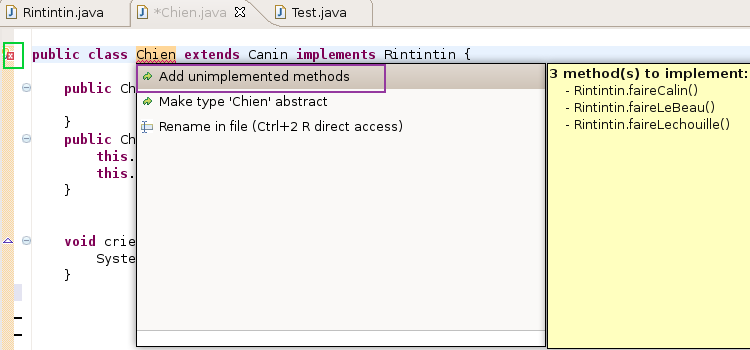 Rintintin.java *Chien.java Test.java
public class Chien extends Canin implements Rintintin {
Add unimplemented methods
Make type 'Chien' abstract
Rename in file (Ctrl+2 R direct access)
3 method(s) to implement:
- Rintintin.faireCalin()
- Rintintin.faireLeBeau()
- Rintintin.faireLechouille()
public Ch
}
public Ch
this.
this.
}
void crie
Syste
}